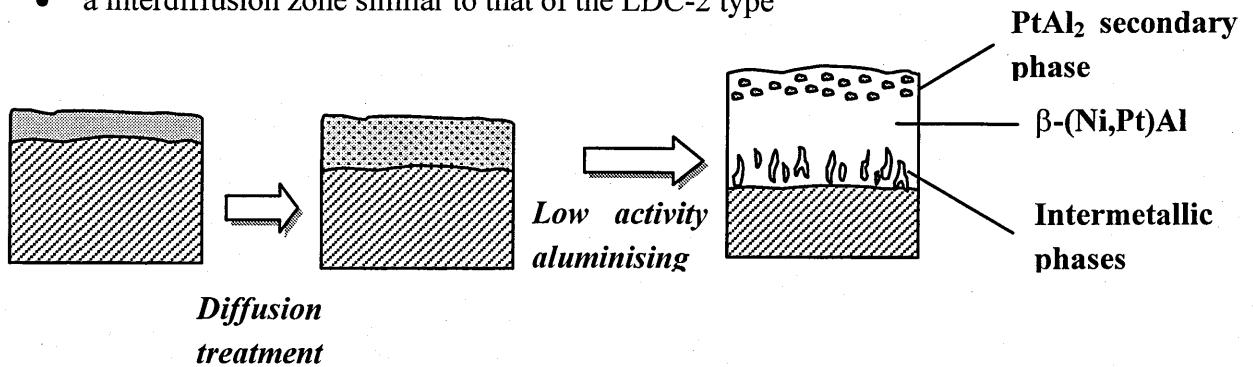 • a interdiffusion zone similar to that of the LDC-2 type
PtAl₂ secondary
phase
β-(Ni,Pt)Al
Low activity
aluminising
Intermetallic
phases
Diffusion
treatment